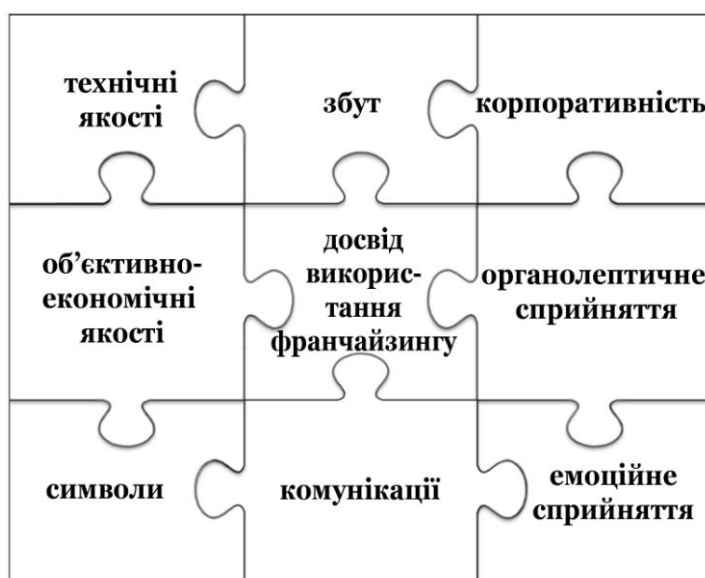 технічні
якості
збут
корпоративність
об’єктивно-
економічні
якості
досвід
викорис-
тання
франчайзингу
органолептичне
сприйняття
символи
комунікації
емоційне
сприйняття